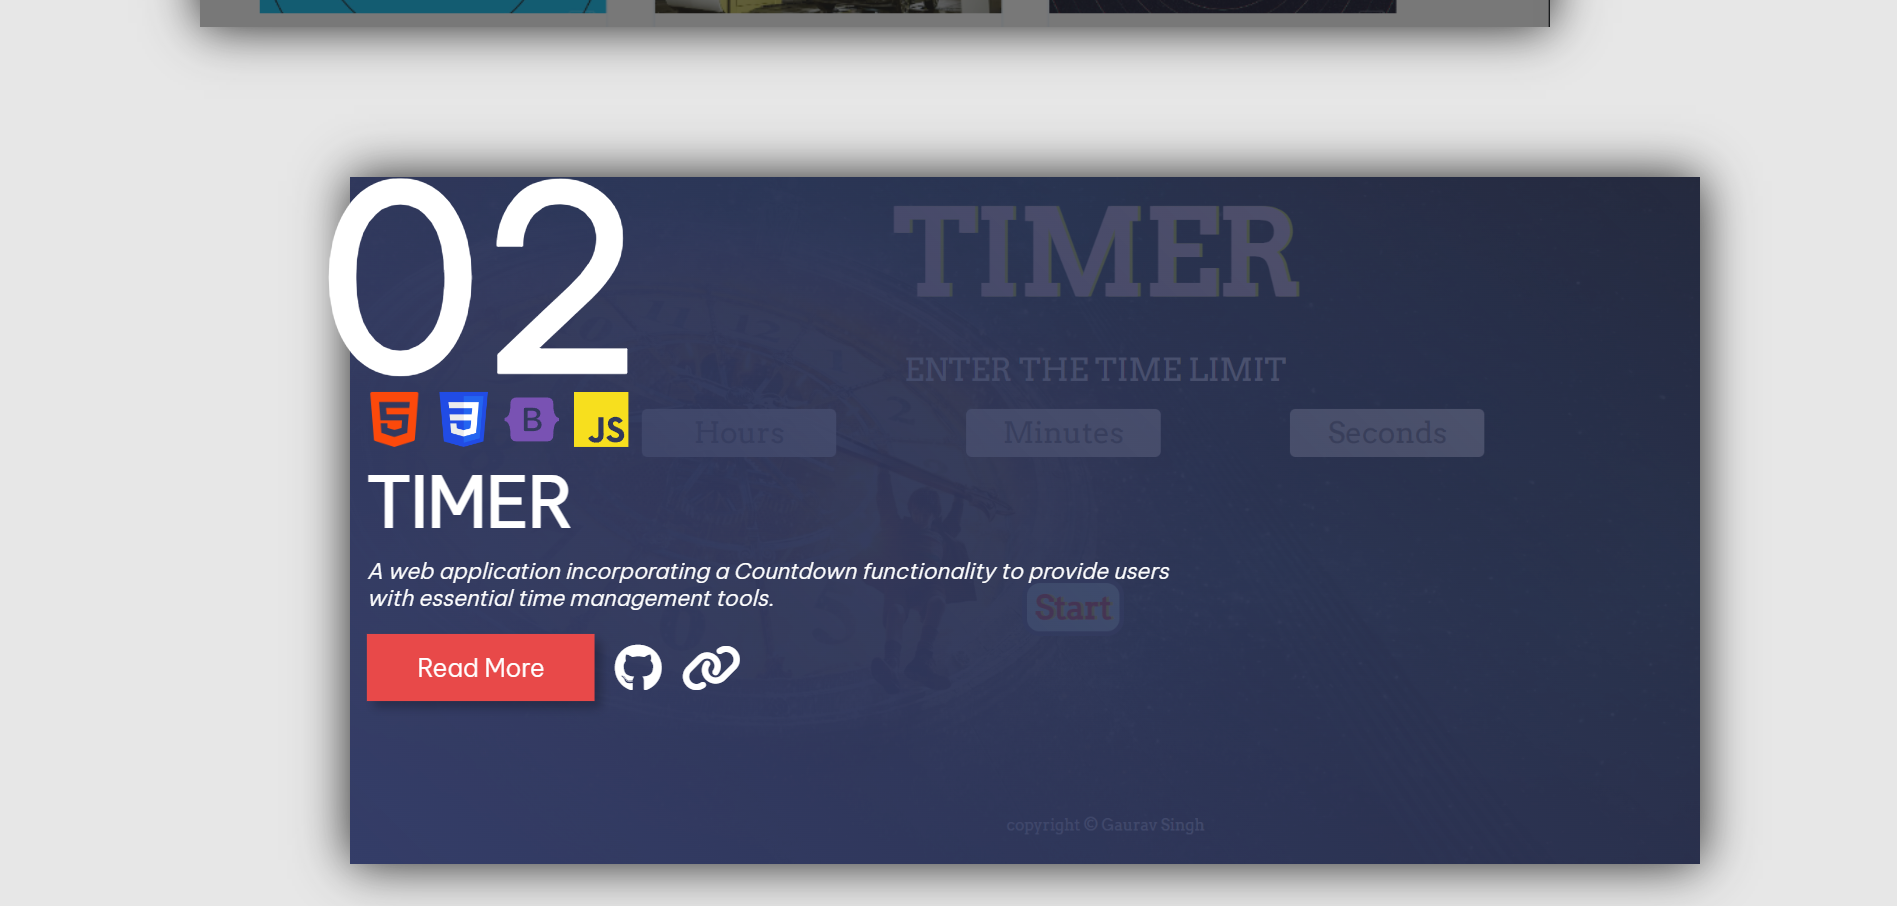 02
TIMER
ENTER THE TIME LIMIT
5 3 B JS
Hours Minutes Seconds
TIMER
A web application incorporating a Countdown functionality to provide users
with essential time management tools.
Start
Read More
copyright © Gaurav Singh